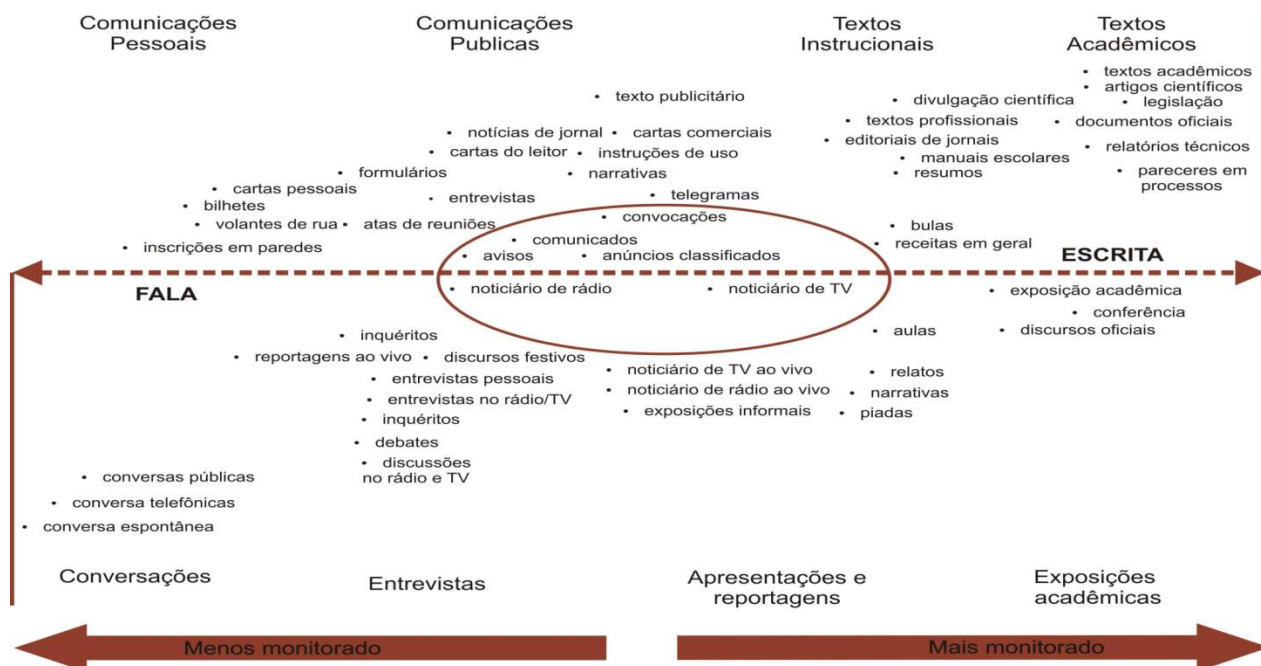 Comunicações
Pessoais
Comunicações
Publicas
Textos
Instrucionais
Textos
Acadêmicos
• textos acadêmicos
• artigos científicos
• legislação
• texto publicitário
• divulgação científica
• textos profissionais
• documentos oficiais
• notícias de jornal
• cartas comerciais
• editoriais de jornais
• cartas do leitor
• instruções de uso
• manuais escolares
• relatórios técnicos
• formulários
• narrativas
• resumos
• pareceres em
processos
• cartas pessoais
• entrevistas
• telegramas
• bilhetes
• convocações
• volantes de rua
• atas de reuniões
• bulas
• inscrições em paredes
• comunicados
• receitas em geral
• avisos
• anúncios classificados
ESCRITA
FALA
• noticiário de rádio
• noticiário de TV
• exposição acadêmica
• conferência
• inquéritos
• aulas
• discursos oficiais
• reportagens ao vivo
• discursos festivos
• noticiário de TV ao vivo
• relatos
• entrevistas pessoais
• noticiário de rádio ao vivo
• narrativas
• entrevistas no rádio/TV
• exposições informais
• piadas
• inquéritos
• debates
• discussões
no rádio e TV
• conversas públicas
• conversa telefônicas
• conversa espontânea
Conversações
Entrevistas
Apresentações e
reportagens
Exposições
acadêmicas
Menos monitorado
Mais monitorado